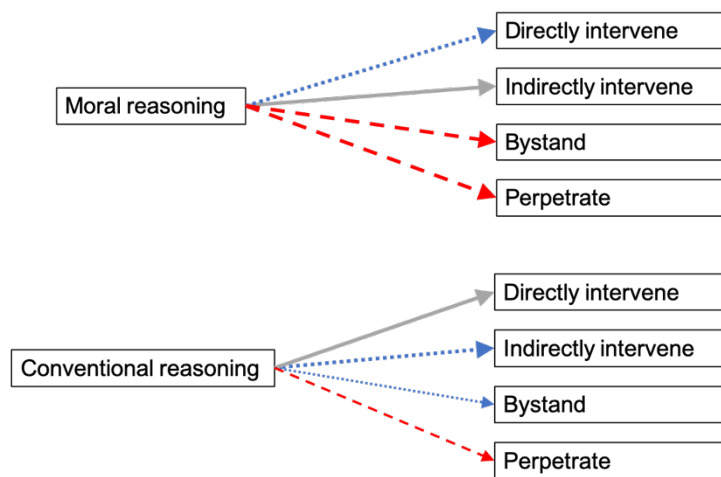 Directly intervene
Moral reasoning
Indirectly intervene
Bystand
Perpetrate
Directly intervene
Conventional reasoning
Indirectly intervene
Bystand
Perpetrate